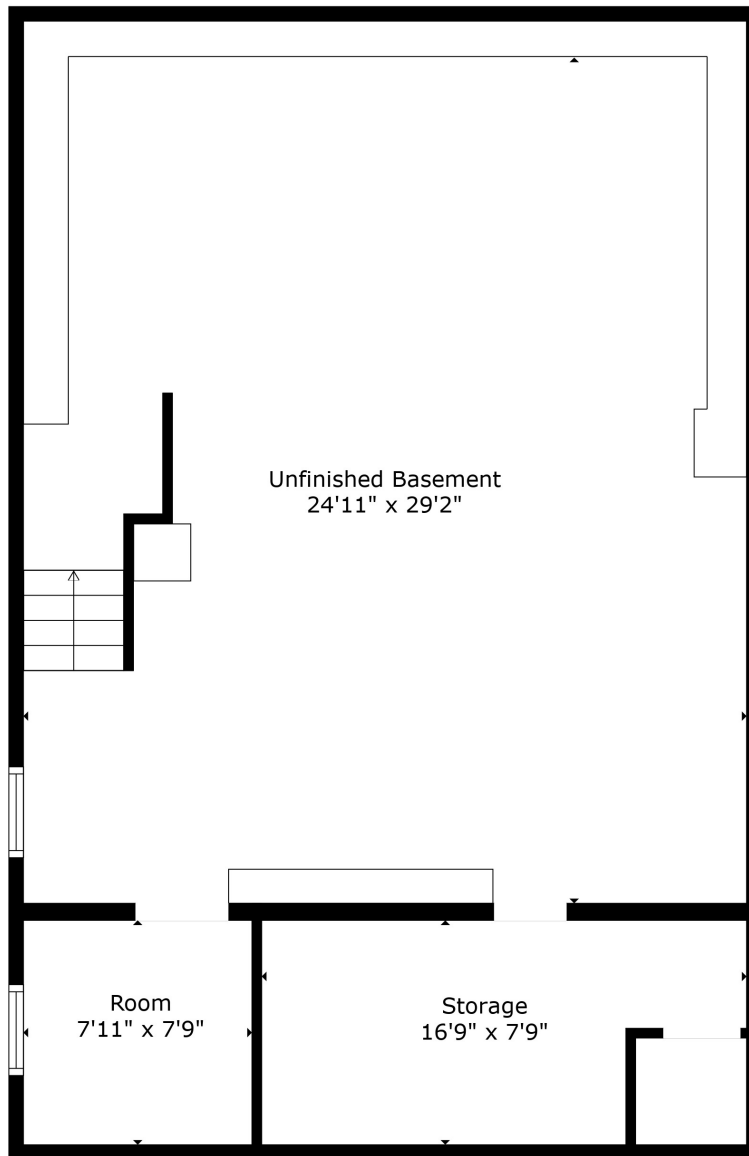 Unfinished Basement
24'11" x 29'2"
Room
7'11" x 7'9"
Storage
16'9" x 7'9"